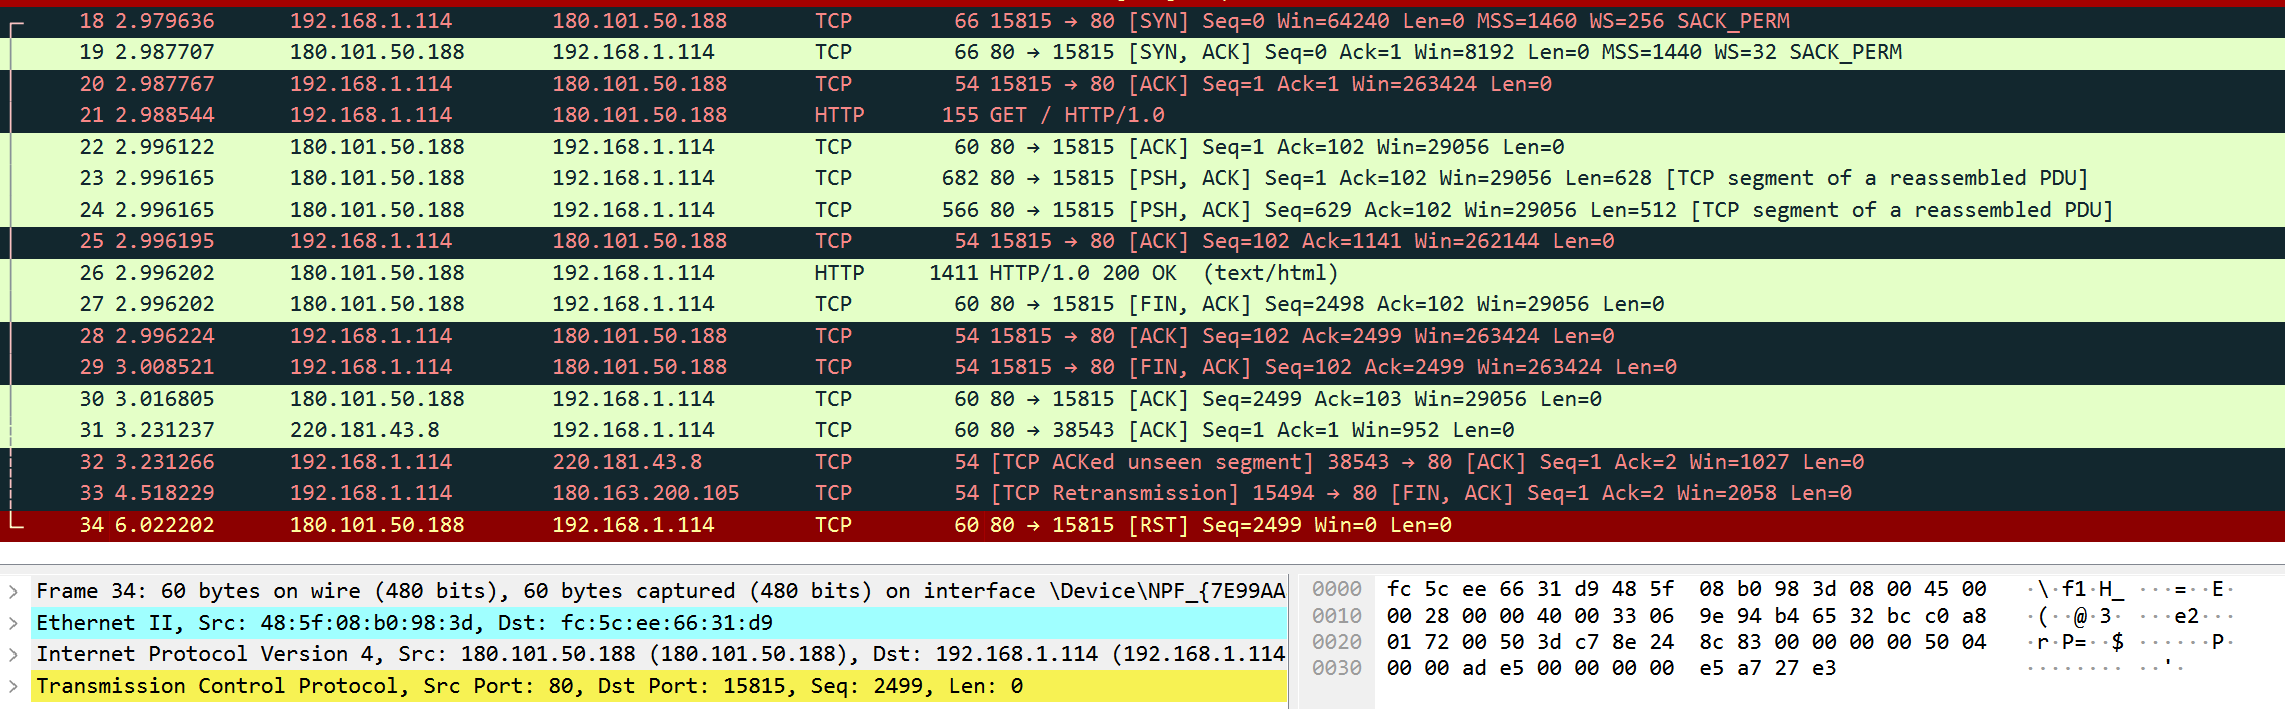 18 2.979636 192.168.1.114 180.101.50.188 TCP 66 15815 → 80 [SYN] Seq=0 Win=64240 Len=0 MSS=1460 WS=256 SACK_PERM
19 2.987707 180.101.50.188 192.168.1.114 TCP 66 80 → 15815 [SYN, ACK] Seq=0 Ack=1 Win=8192 Len=0 MSS=1440 WS=32 SACK_PERM
20 2.987767 192.168.1.114 180.101.50.188 TCP 54 15815 → 80 [ACK] Seq=1 Ack=1 Win=263424 Len=0
21 2.988544 192.168.1.114 180.101.50.188 HTTP 155 GET / HTTP/1.0
22 2.996122 180.101.50.188 192.168.1.114 TCP 60 80 → 15815 [ACK] Seq=1 Ack=102 Win=29056 Len=0
23 2.996165 180.101.50.188 192.168.1.114 TCP 682 80 → 15815 [PSH, ACK] Seq=1 Ack=102 Win=29056 Len=628 [TCP segment of a reassembled PDU]
24 2.996165 180.101.50.188 192.168.1.114 TCP 566 80 → 15815 [PSH, ACK] Seq=629 Ack=102 Win=29056 Len=512 [TCP segment of a reassembled PDU]
25 2.996195 192.168.1.114 180.101.50.188 TCP 54 15815 → 80 [ACK] Seq=102 Ack=1141 Win=262144 Len=0
26 2.996202 180.101.50.188 192.168.1.114 HTTP 1411 HTTP/1.0 200 OK (text/html)
27 2.996202 180.101.50.188 192.168.1.114 TCP 60 80 → 15815 [FIN, ACK] Seq=2498 Ack=102 Win=29056 Len=0
28 2.996224 192.168.1.114 180.101.50.188 TCP 54 15815 → 80 [ACK] Seq=102 Ack=2499 Win=263424 Len=0
29 3.008521 192.168.1.114 180.101.50.188 TCP 54 15815 → 80 [FIN, ACK] Seq=102 Ack=2499 Win=263424 Len=0
30 3.016805 180.101.50.188 192.168.1.114 TCP 60 80 → 15815 [ACK] Seq=2499 Ack=103 Win=29056 Len=0
31 3.231237 220.181.43.8 192.168.1.114 TCP 60 80 → 38543 [ACK] Seq=1 Ack=1 Win=952 Len=0
32 3.231266 192.168.1.114 220.181.43.8 TCP 54 [TCP ACKed unseen segment] 38543 → 80 [ACK] Seq=1 Ack=2 Win=1027 Len=0
33 4.518229 192.168.1.114 180.163.200.105 TCP 54 [TCP Retransmission] 15494 → 80 [FIN, ACK] Seq=1 Ack=2 Win=2058 Len=0
34 6.022202 180.101.50.188 192.168.1.114 TCP 60 80 → 15815 [RST] Seq=2499 Win=0 Len=0
Frame 34: 60 bytes on wire (480 bits), 60 bytes captured (480 bits) on interface \Device\NPF_{7E99AA
Ethernet II, Src: 48:5f:08:b0:98:3d, Dst: fc:5c:ee:66:31:d9
Internet Protocol Version 4, Src: 180.101.50.188 (180.101.50.188), Dst: 192.168.1.114 (192.168.1.114
Transmission Control Protocol, Src Port: 80, Dst Port: 15815, Seq: 2499, Len: 0
0000 fc 5c ee 66 31 d9 48 5f 08 b0 98 3d 08 00 45 00 ·\·f1·H_ ···=··E·
0010 00 28 00 00 40 00 33 06 9e 94 b4 65 32 bc c0 a8 ·(··@·3· ···e2···
0020 01 72 00 50 3d c7 8e 24 8c 83 00 00 00 00 50 04 ·r·P=··$ ······P·
0030 00 00 ad e5 00 00 00 00 e5 a7 27 e3 ········ ··'·